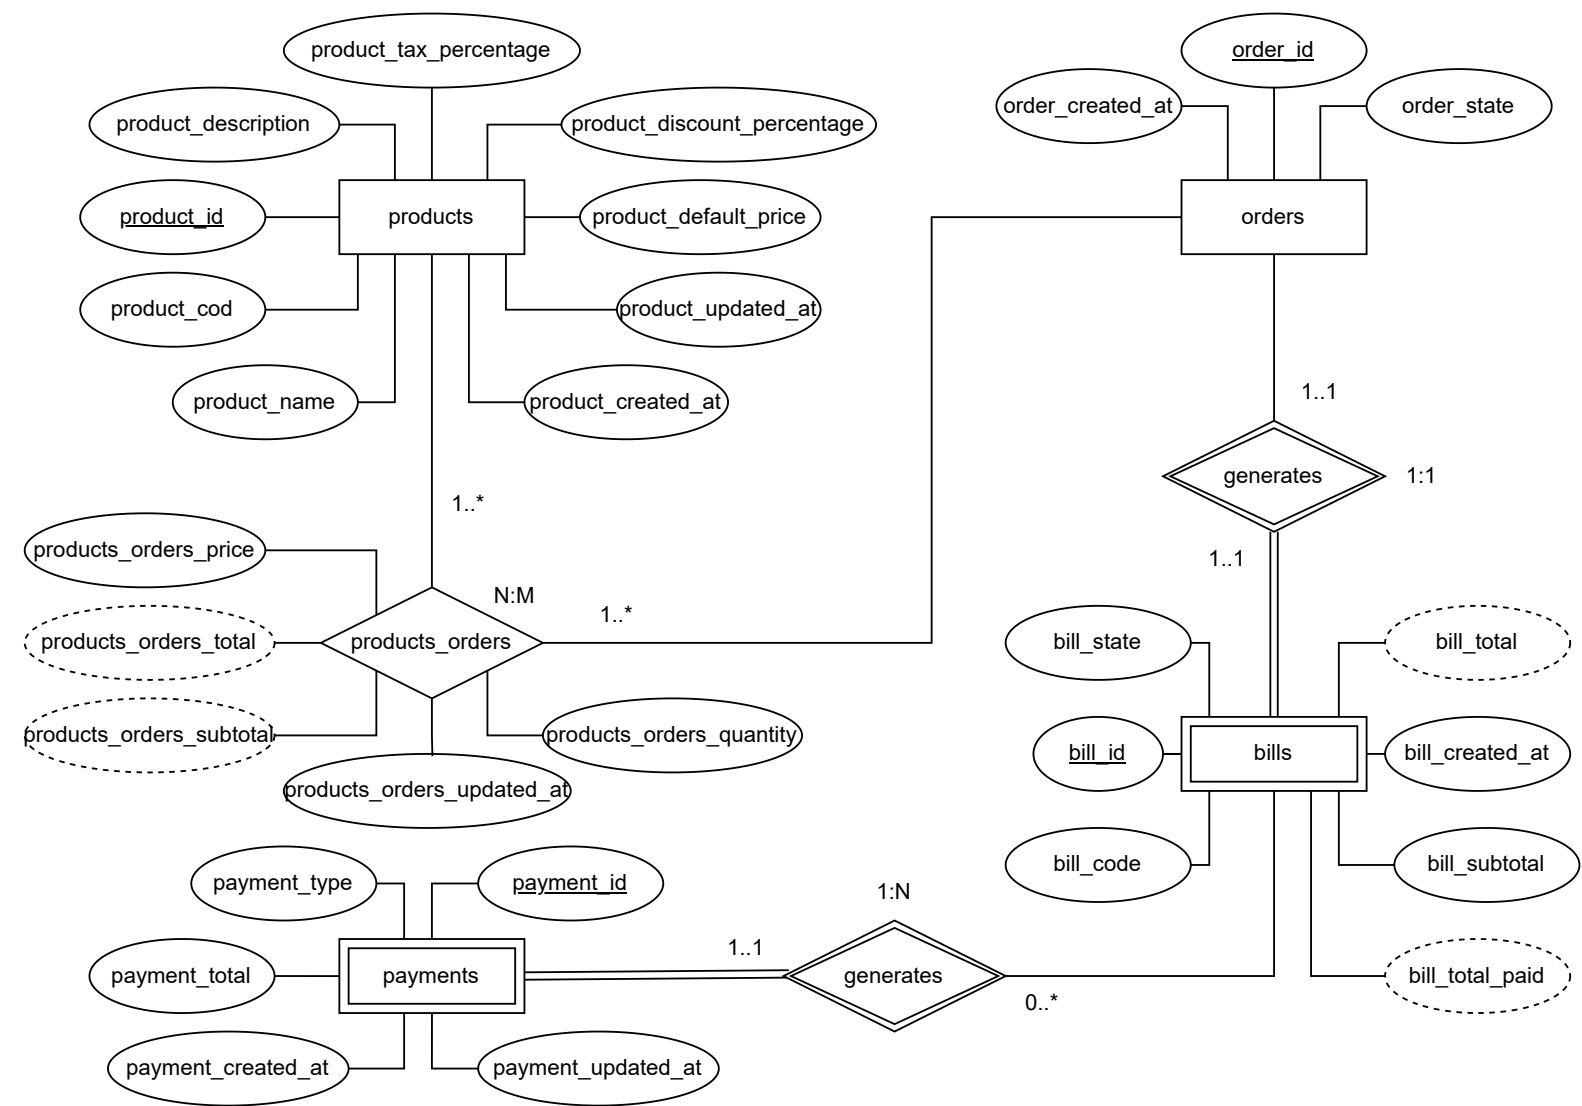 product_tax_percentage
order_id
product_description
product_discount_percentage
order_created_at
order_state
product_id
products
product_default_price
orders
product_cod
product_updated_at
product_name
product_created_at
1..1
generates
1:1
1..*
products_orders_price
N:M
1..*
1..1
products_orders_total
products_orders
bill_state
bill_total
products_orders_subtotal
products_orders_quantity
bill_id
bills
bill_created_at
products_orders_updated_at
bill_code
bill_subtotal
payment_type
payment_id
1:N
1..1
payment_total
payments
generates
0..*
bill_total_paid
payment_created_at
payment_updated_at